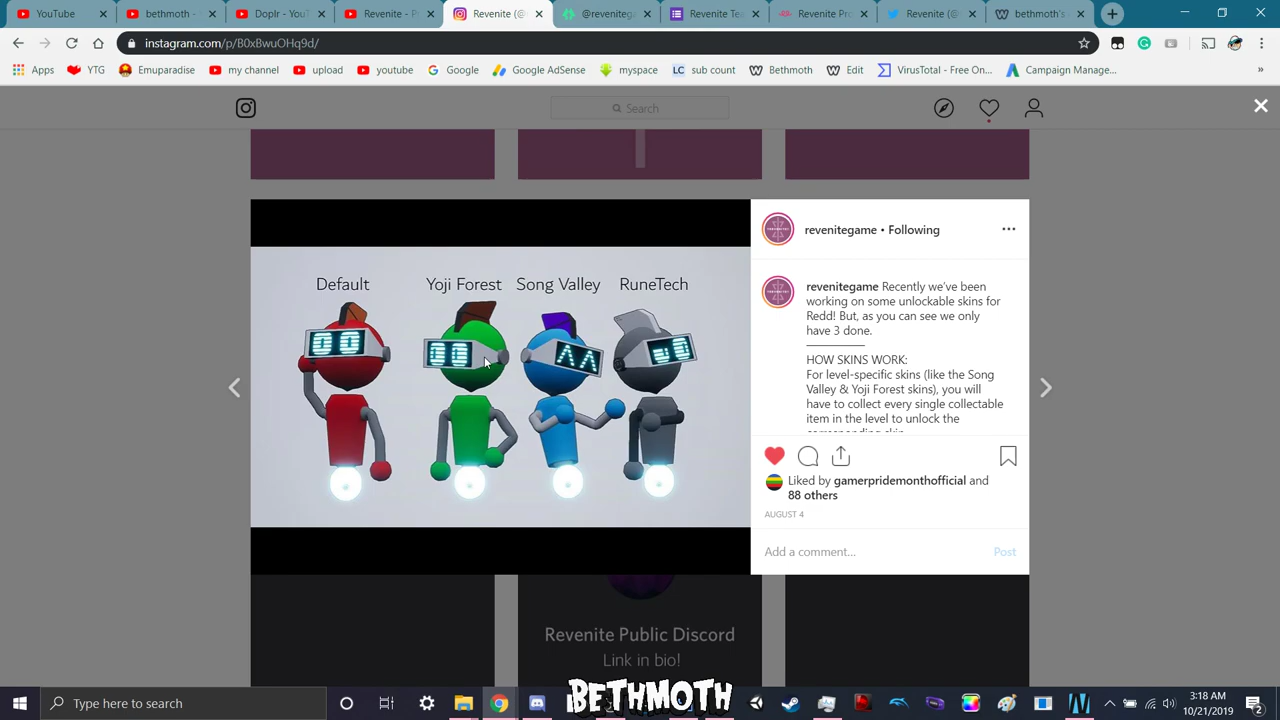 YouTube
bethmoth -
Doplr - YouT
Revenite - P
Revenite (@
@reveniteg
Revenite Tea
Revenite Pro
Revenite (@
bethmoth's
instagram.com/p/B0xBwuOHq9d/
Apps YTG Emuparadise my channel upload youtube Google Google AdSense myspace LC sub count Bethmoth Edit VirusTotal - Free On... Campaign Manage... »
Search
Default Yoji Forest Song Valley RuneTech
revenitegame • Following
revenitegame Recently we've been
working on some unlockable skins for
Redd! But, as you can see we only
have 3 done.
HOW SKINS WORK:
For level-specific skins (like the Song
Valley & Yoji Forest skins), you will
have to collect every single collectable
item in the level to unlock the
corresponding skin.
Liked by gamerpridemonthofficial and
88 others
AUGUST 4
Add a comment... Post
Revenite Public Discord
Link in bio!
BETHMOTH
Type here to search
3:18 AM
10/21/2019